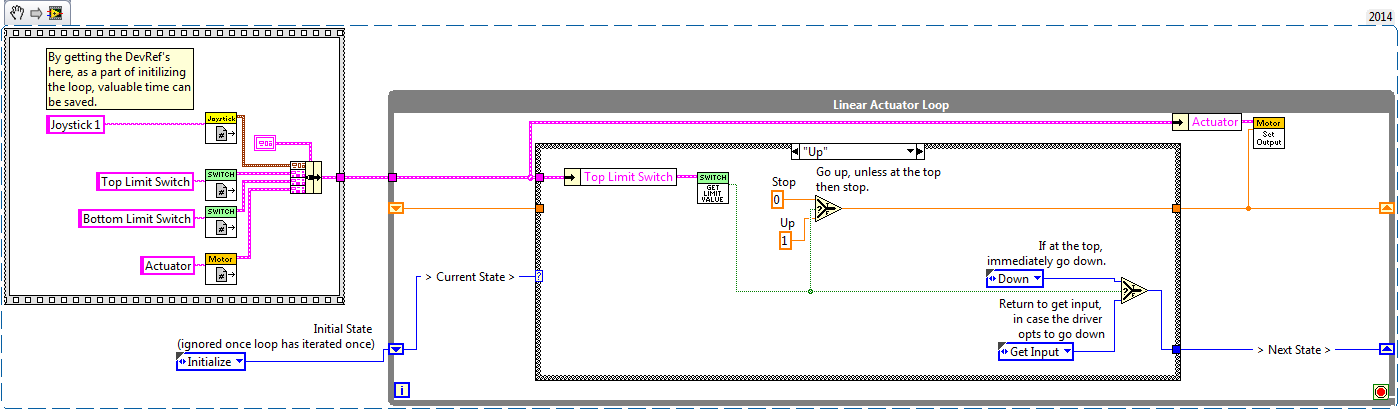 2014
By getting the DevRef's
here, as a part of initilizing
the loop, valuable time can
be saved.
Joystick 1
Joystick
#
Top Limit Switch
SWITCH
#
Bottom Limit Switch
SWITCH
#
Actuator
Motor
#
Initial State
(ignored once loop has iterated once)
Initialize
Linear Actuator Loop
Actuator
Motor
Set
Output
"Up"
Top Limit Switch
SWITCH
GET
LIMIT
VALUE
Go up, unless at the top
then stop.
Stop
0
Up
1
?
> Current State >
?
If at the top,
immediately go down.
Down
?
Return to get input,
in case the driver
opts to go down
Get Input
> Next State >
i